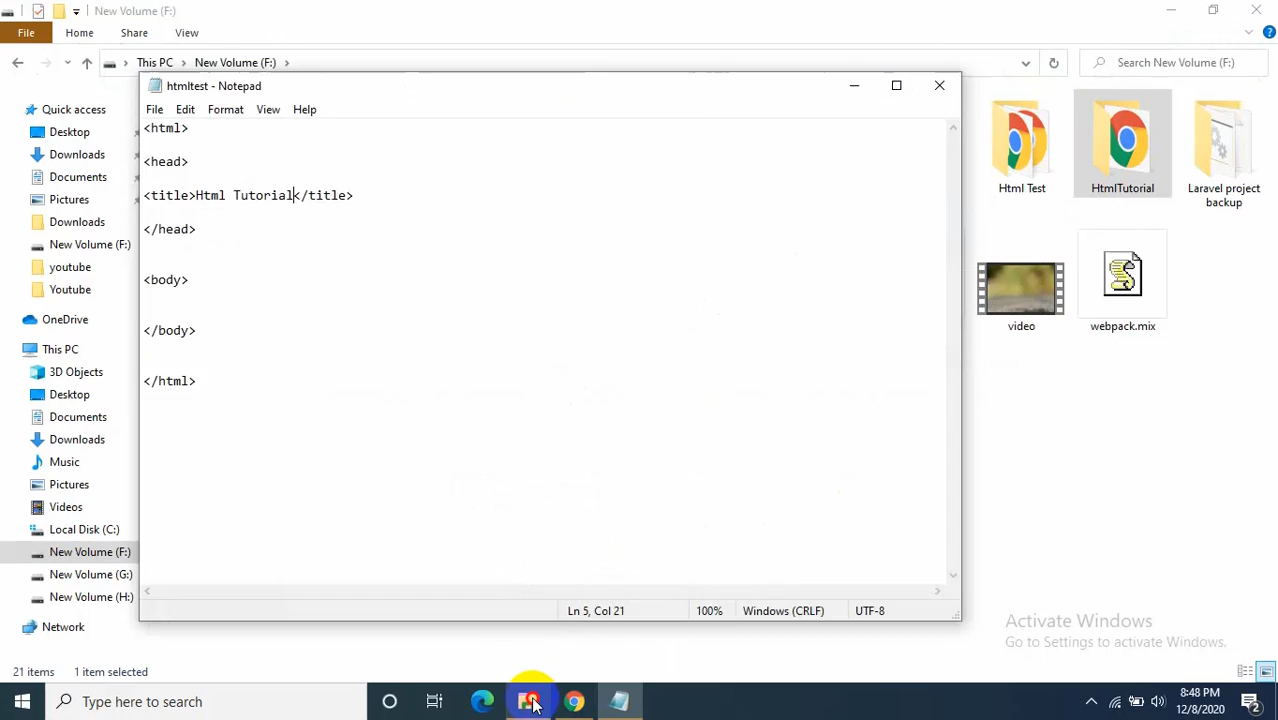 New Volume (F:)
File
Home
Share
View
This PC
New Volume (F:)
Search New Volume (F:)
Quick access
Desktop
Downloads
Documents
Pictures
Downloads
New Volume (F:)
youtube
Youtube
OneDrive
This PC
3D Objects
Desktop
Documents
Downloads
Music
Pictures
Videos
Local Disk (C:)
New Volume (F:)
New Volume (G:)
New Volume (H:)
Network
htmltest - Notepad
File Edit Format View Help
<html>
<head>
<title>Html Tutorial</title>
</head>
<body>
</body>
</html>
Ln 5, Col 21
100%
Windows (CRLF)
UTF-8
Html Test
HtmlTutorial
Laravel project
backup
video
webpack.mix
Activate Windows
Go to Settings to activate Windows.
21 items
1 item selected
Type here to search
8:48 PM
12/8/2020
2